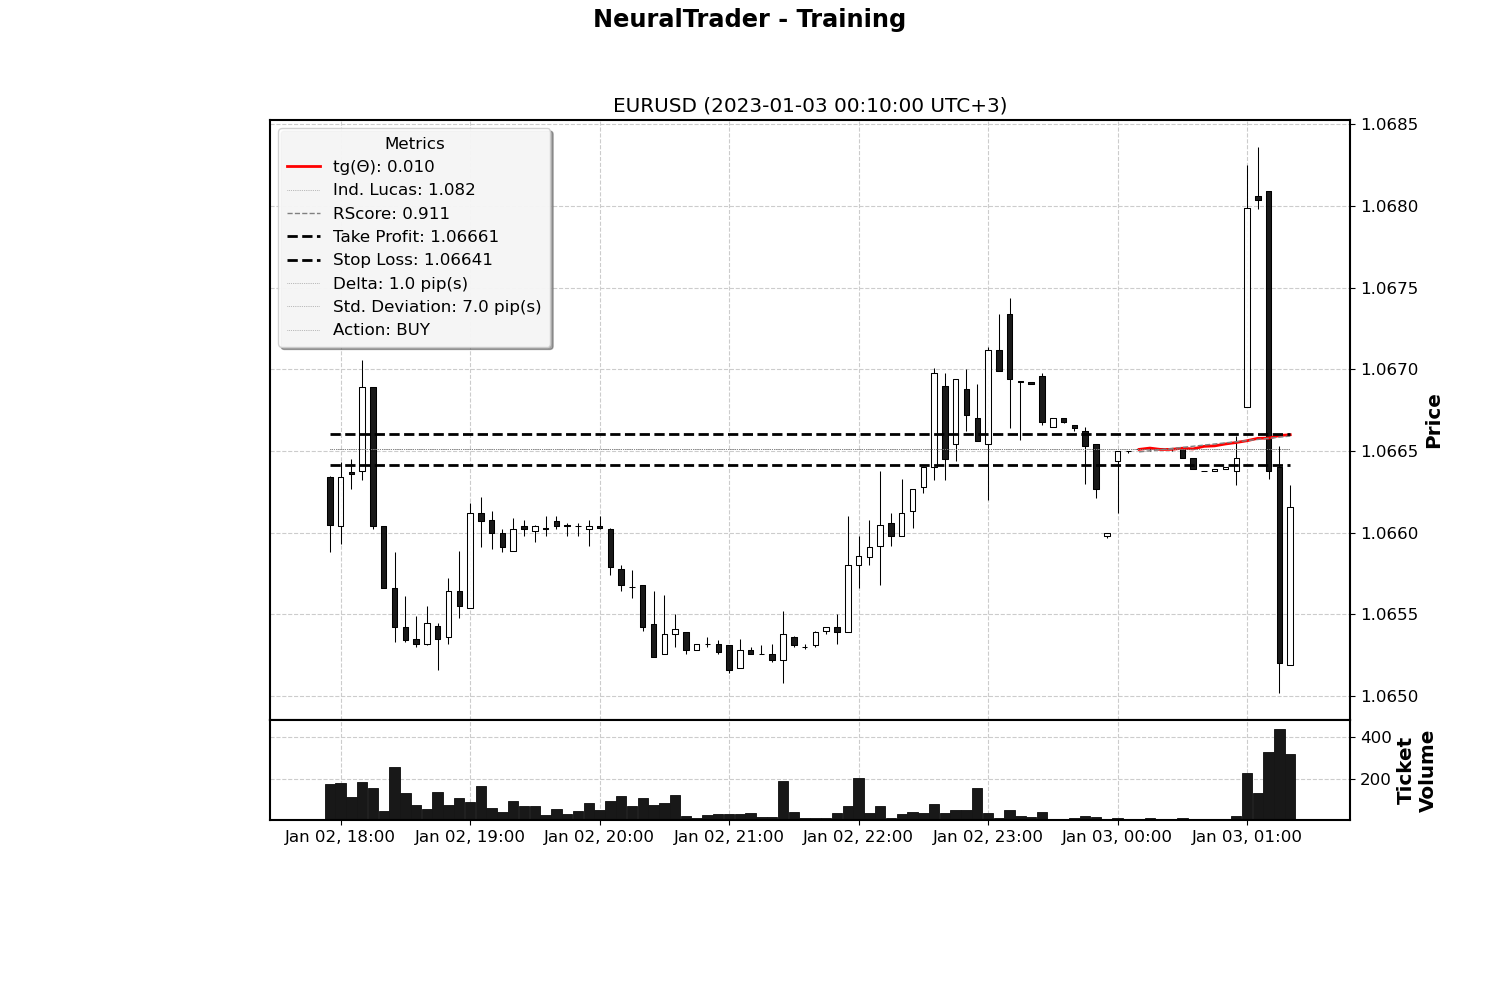 NeuralTrader - Training
EURUSD (2023-01-03 00:10:00 UTC+3)
Metrics
tg(Θ): 0.010
Ind. Lucas: 1.082
RScore: 0.911
Take Profit: 1.06661
Stop Loss: 1.06641
Delta: 1.0 pip(s)
Std. Deviation: 7.0 pip(s)
Action: BUY
1.0685
1.0680
1.0675
1.0670
1.0665
1.0660
1.0655
1.0650
Price
400
200
Ticket
Volume
Jan 02, 18:00 Jan 02, 19:00 Jan 02, 20:00 Jan 02, 21:00 Jan 02, 22:00 Jan 02, 23:00 Jan 03, 00:00 Jan 03, 01:00